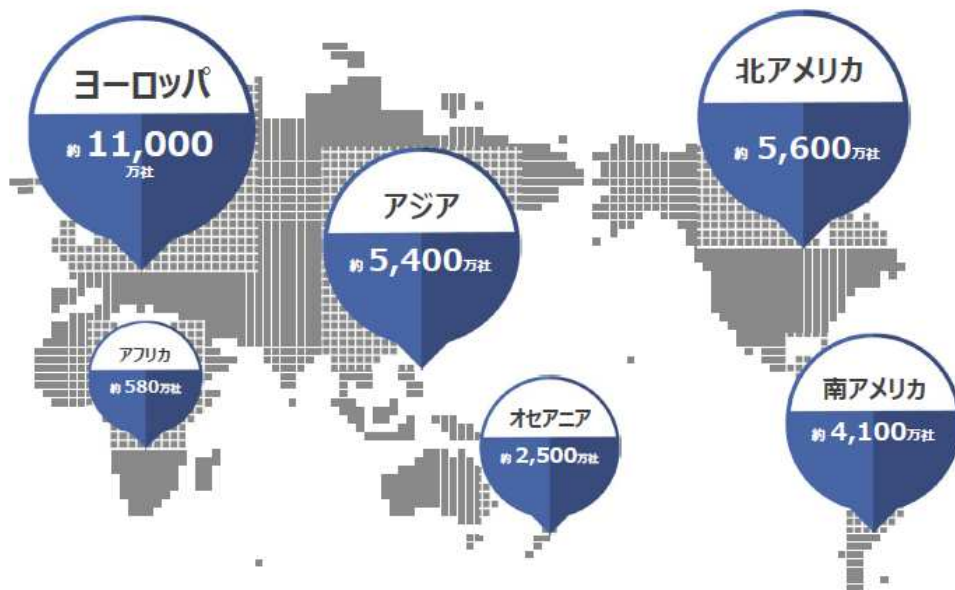 ヨーロッパ
約 11,000
万社
北アメリカ
約 5,600万社
アジア
約 5,400万社
アフリカ
約 580万社
オセアニア
約 2,500万社
南アメリカ
約 4,100万社